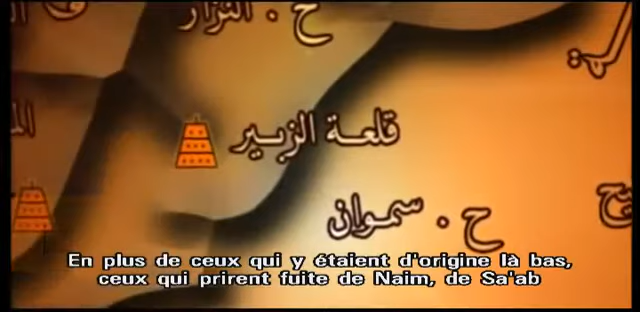 ح . النزار
قلعة الزبير
ح . سموان
En plus de ceux qui y étaient d'origine là bas,
ceux qui prirent fuite de Naim, de Sa'ab